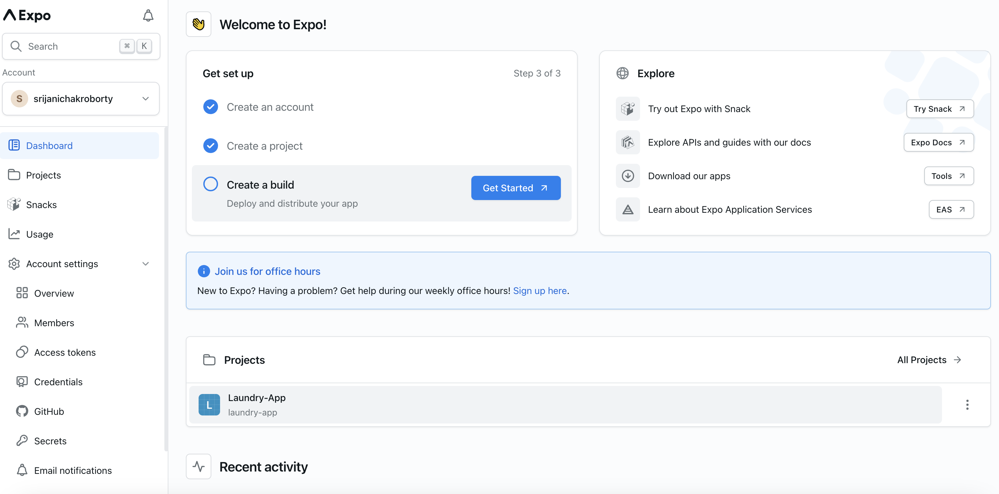 Expo
Search ⌘ K
Account
S srijanichakroborty
Dashboard
Projects
Snacks
Usage
Account settings
Overview
Members
Access tokens
Credentials
GitHub
Secrets
Email notifications
Welcome to Expo!
Get set up Step 3 of 3
Create an account
Create a project
Create a build
Deploy and distribute your app
Get Started
Explore
Try out Expo with Snack Try Snack
Explore APIs and guides with our docs Expo Docs
Download our apps Tools
Learn about Expo Application Services EAS
Join us for office hours
New to Expo? Having a problem? Get help during our weekly office hours! Sign up here.
Projects All Projects
L Laundry-App
laundry-app
Recent activity